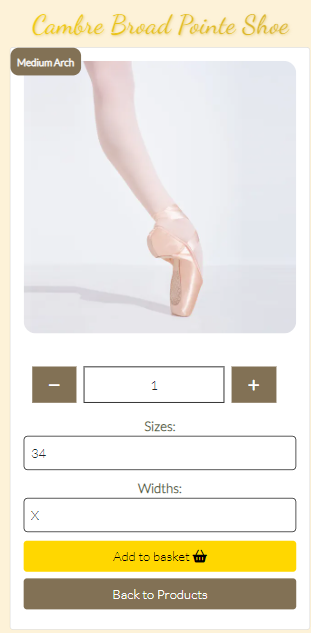 Cambre Broad Pointe Shoe
Medium Arch
− 1 +
Sizes:
34
Widths:
X
Add to basket
Back to Products